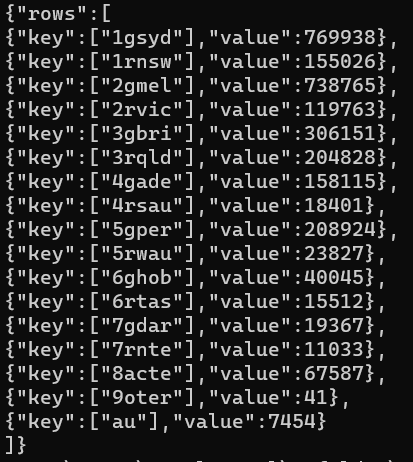 {"rows":[
{"key":["1gsyd"],"value":769938},
{"key":["1rnsw"],"value":155026},
{"key":["2gmel"],"value":738765},
{"key":["2rvic"],"value":119763},
{"key":["3gbri"],"value":306151},
{"key":["3rqld"],"value":204828},
{"key":["4gade"],"value":158115},
{"key":["4rsau"],"value":18401},
{"key":["5gper"],"value":208924},
{"key":["5rwau"],"value":23827},
{"key":["6ghob"],"value":40045},
{"key":["6rtas"],"value":15512},
{"key":["7gdar"],"value":19367},
{"key":["7rnte"],"value":11033},
{"key":["8acte"],"value":67587},
{"key":["9oter"],"value":41},
{"key":["au"],"value":7454}
]}